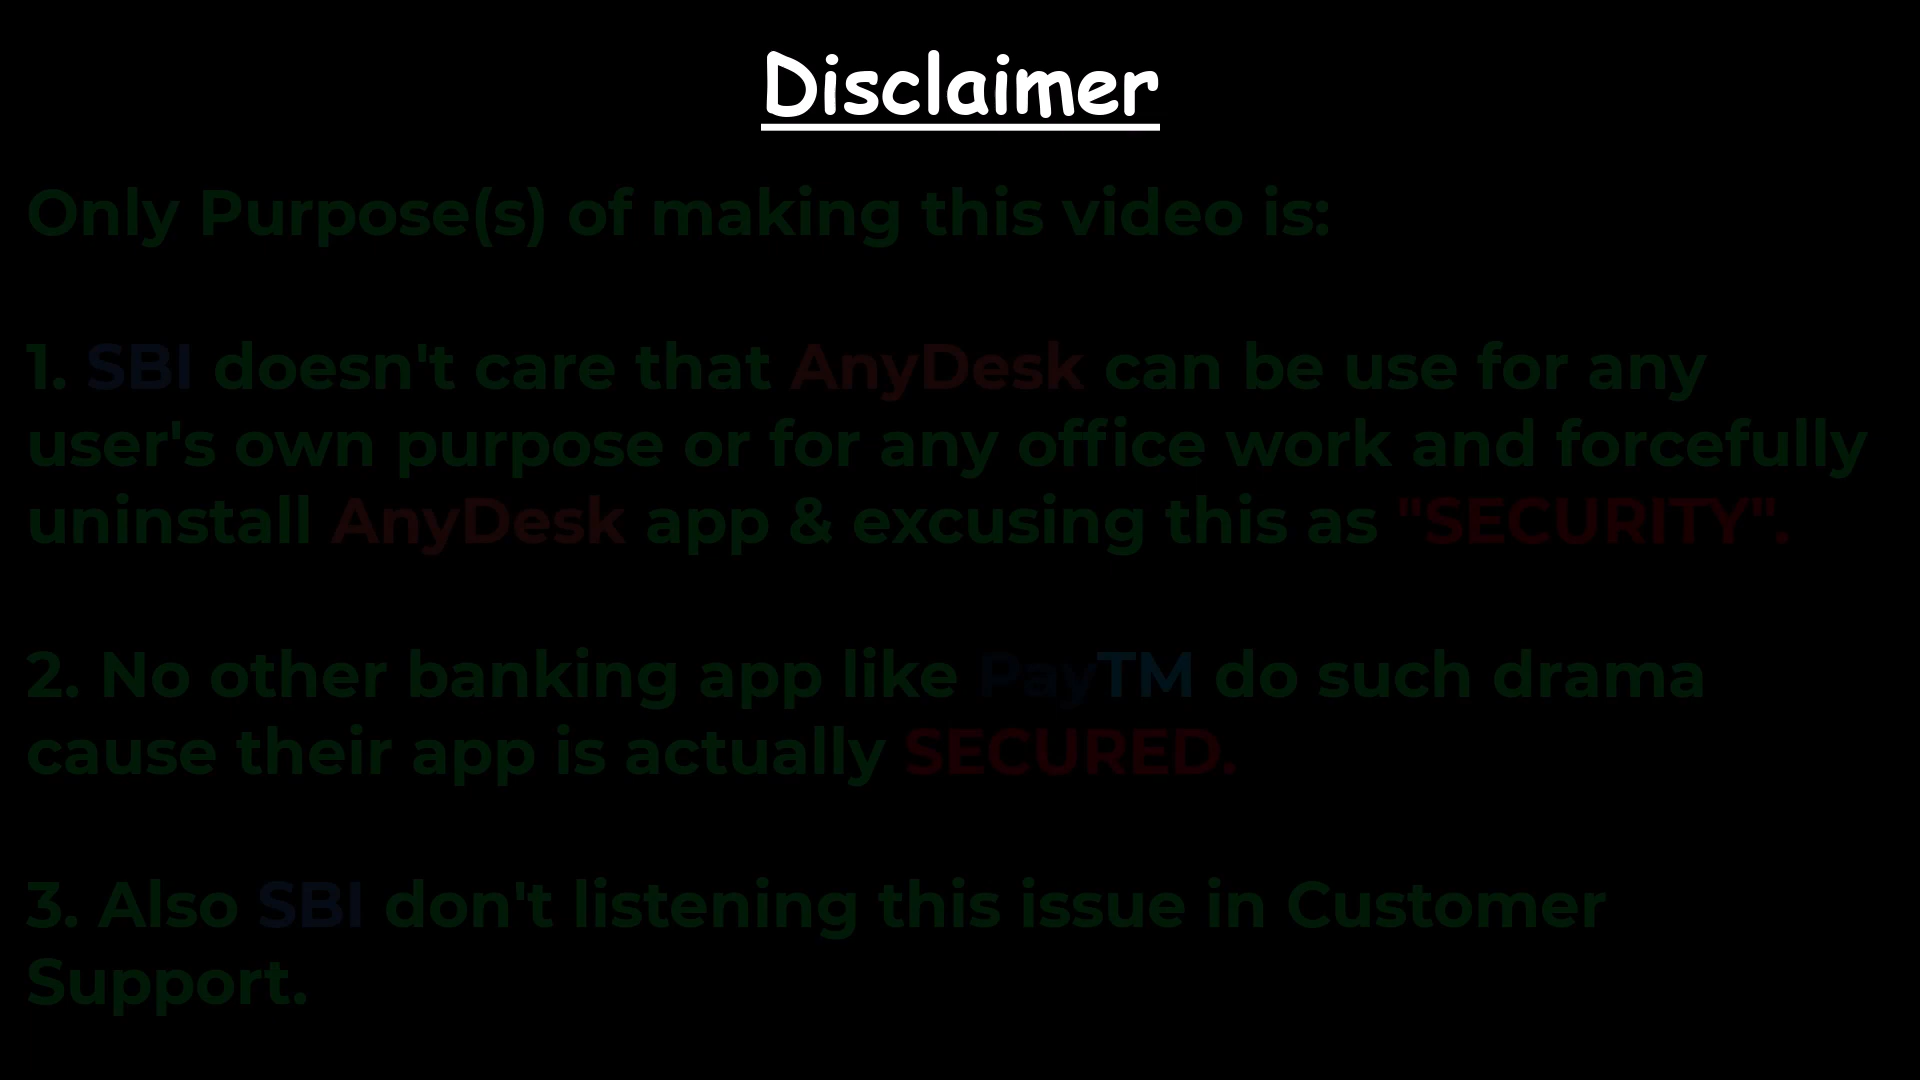 Disclaimer
Only Purpose(s) of making this video is:
1. SBI doesn't care that AnyDesk can be use for any
user's own purpose or for any office work and forcefully
uninstall AnyDesk app & excusing this as "SECURITY".
2. No other banking app like PayTM do such drama
cause their app is actually SECURED.
3. Also SBI don't listening this issue in Customer
Support.